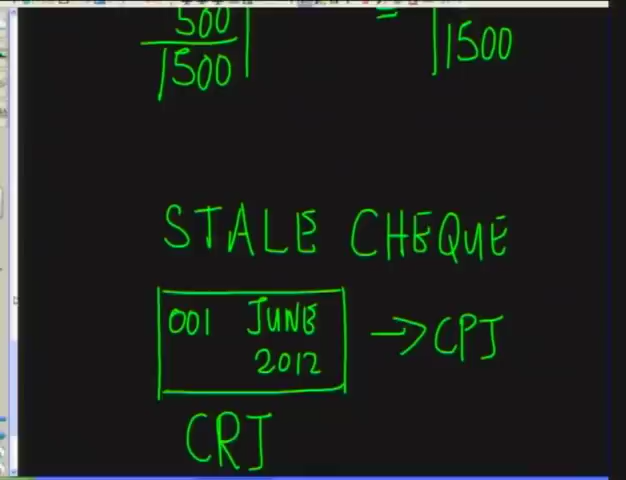 500
1500
=
1500
STALE CHEQUE
001 JUNE
2012
→ CPJ
CRJ